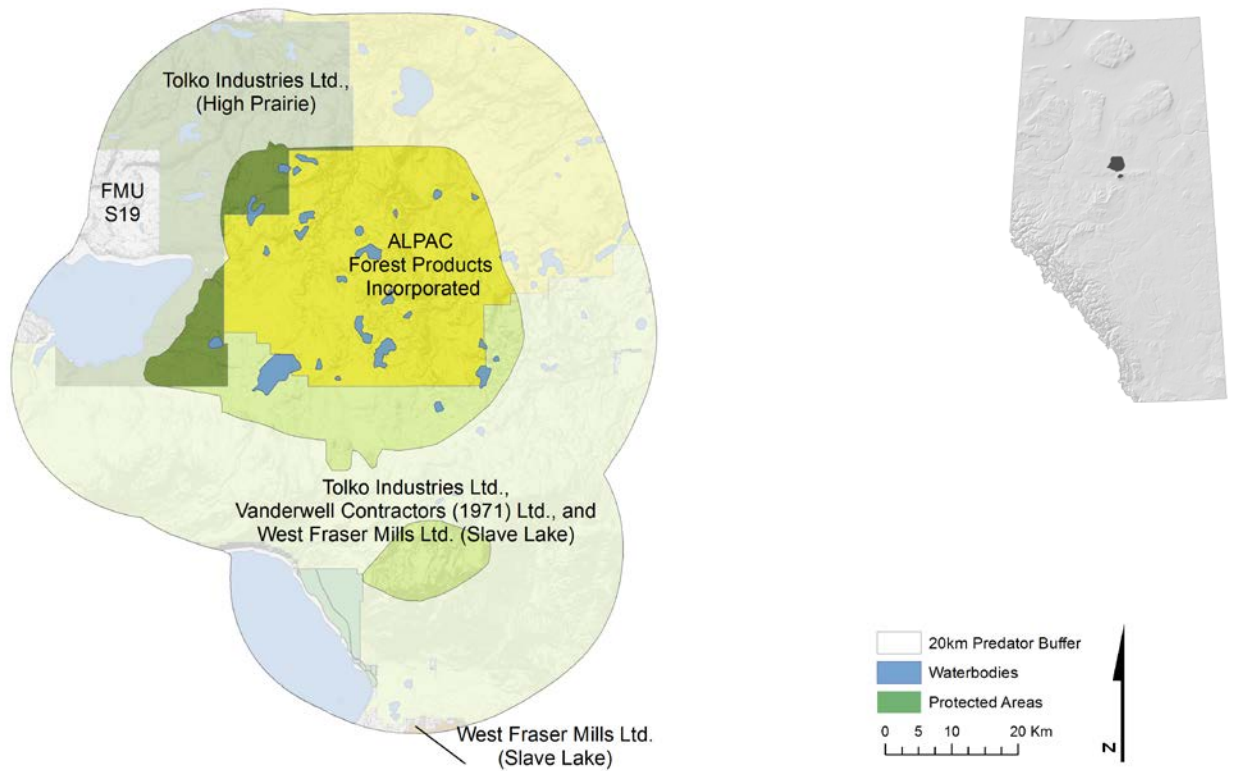 Tolko Industries Ltd.,
(High Prairie)
FMU
S19
ALPAC
Forest Products
Incorporated
Tolko Industries Ltd.,
Vanderwell Contractors (1971) Ltd., and
West Fraser Mills Ltd. (Slave Lake)
West Fraser Mills Ltd.
(Slave Lake)
20km Predator Buffer
Waterbodies
Protected Areas
0 5 10 20 Km
N